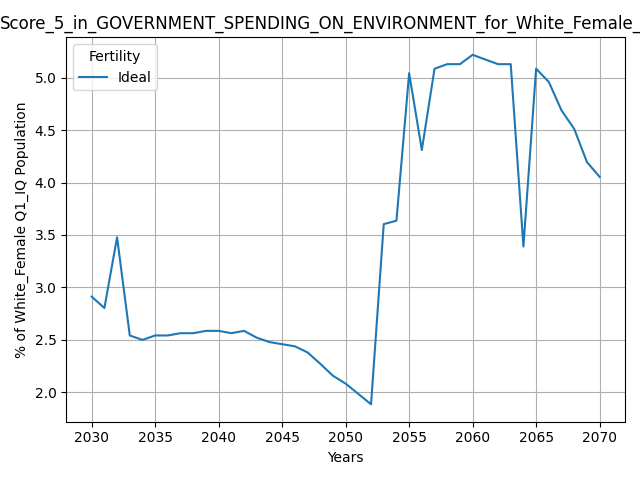 Score_5_in_GOVERNMENT_SPENDING_ON_ENVIRONMENT_for_White_Female_
Fertility
Ideal
% of White_Female Q1_IQ Population
5.0
4.5
4.0
3.5
3.0
2.5
2.0
2030 2035 2040 2045 2050 2055 2060 2065 2070
Years